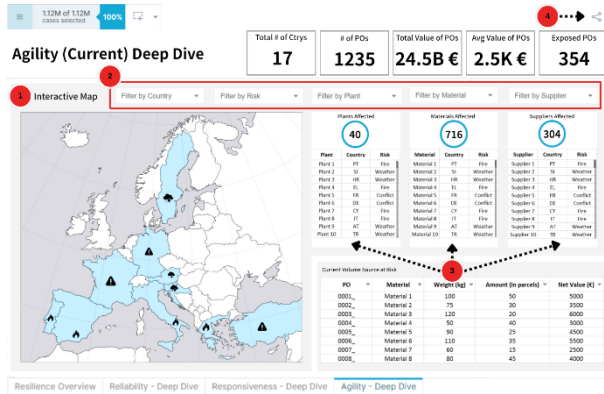 1.12M of 1.12M
cases selected
100%
4
Agility (Current) Deep Dive
Total # of Ctrys
17
# of POs
1235
Total Value of POs
24.5B €
Avg Value of POs
2.5K €
Exposed POs
354
2
1 Interactive Map
Filter by Country
Filter by Risk
Filter by Plant
Filter by Material
Filter by Supplier
Plants Affected
40
Plant Country Risk
Plant 1 PT Fire
Plant 2 SI Weather
Plant 3 HR Weather
Plant 4 EL Fire
Plant 5 FR Conflict
Plant 6 DE Conflict
Plant 7 CY Fire
Plant 8 IT Fire
Plant 9 AT Weather
Plant 10 TR Weather
Materials Affected
716
Material Country Risk
Material 1 PT Fire
Material 2 SI Weather
Material 3 HR Weather
Material 4 EL Fire
Material 5 FR Conflict
Material 6 DE Conflict
Material 7 CY Fire
Material 8 IT Fire
Material 9 AT Weather
Material 10 TR Weather
Suppliers Affected
304
Supplier Country Risk
Supplier 1 PT Fire
Supplier 2 SI Weather
Supplier 3 HR Weather
Supplier 4 EL Fire
Supplier 5 FR Conflict
Supplier 6 DE Conflict
Supplier 7 CY Fire
Supplier 8 IT Fire
Supplier 9 AT Weather
Supplier 10 TR Weather
3
Current Volume Source at Risk
PO Material Weight (kg) Amount (in parcels) Net Value (€)
0001_ Material 1 100 50 5000
0002_ Material 2 75 30 3500
0003_ Material 3 120 20 6000
0004_ Material 4 50 40 3000
0005_ Material 5 90 25 4500
0006_ Material 6 110 35 5500
0007_ Material 7 60 15 2500
0008_ Material 8 80 45 4000
Resilience Overview
Reliability - Deep Dive
Responsiveness - Deep Dive
Agility - Deep Dive